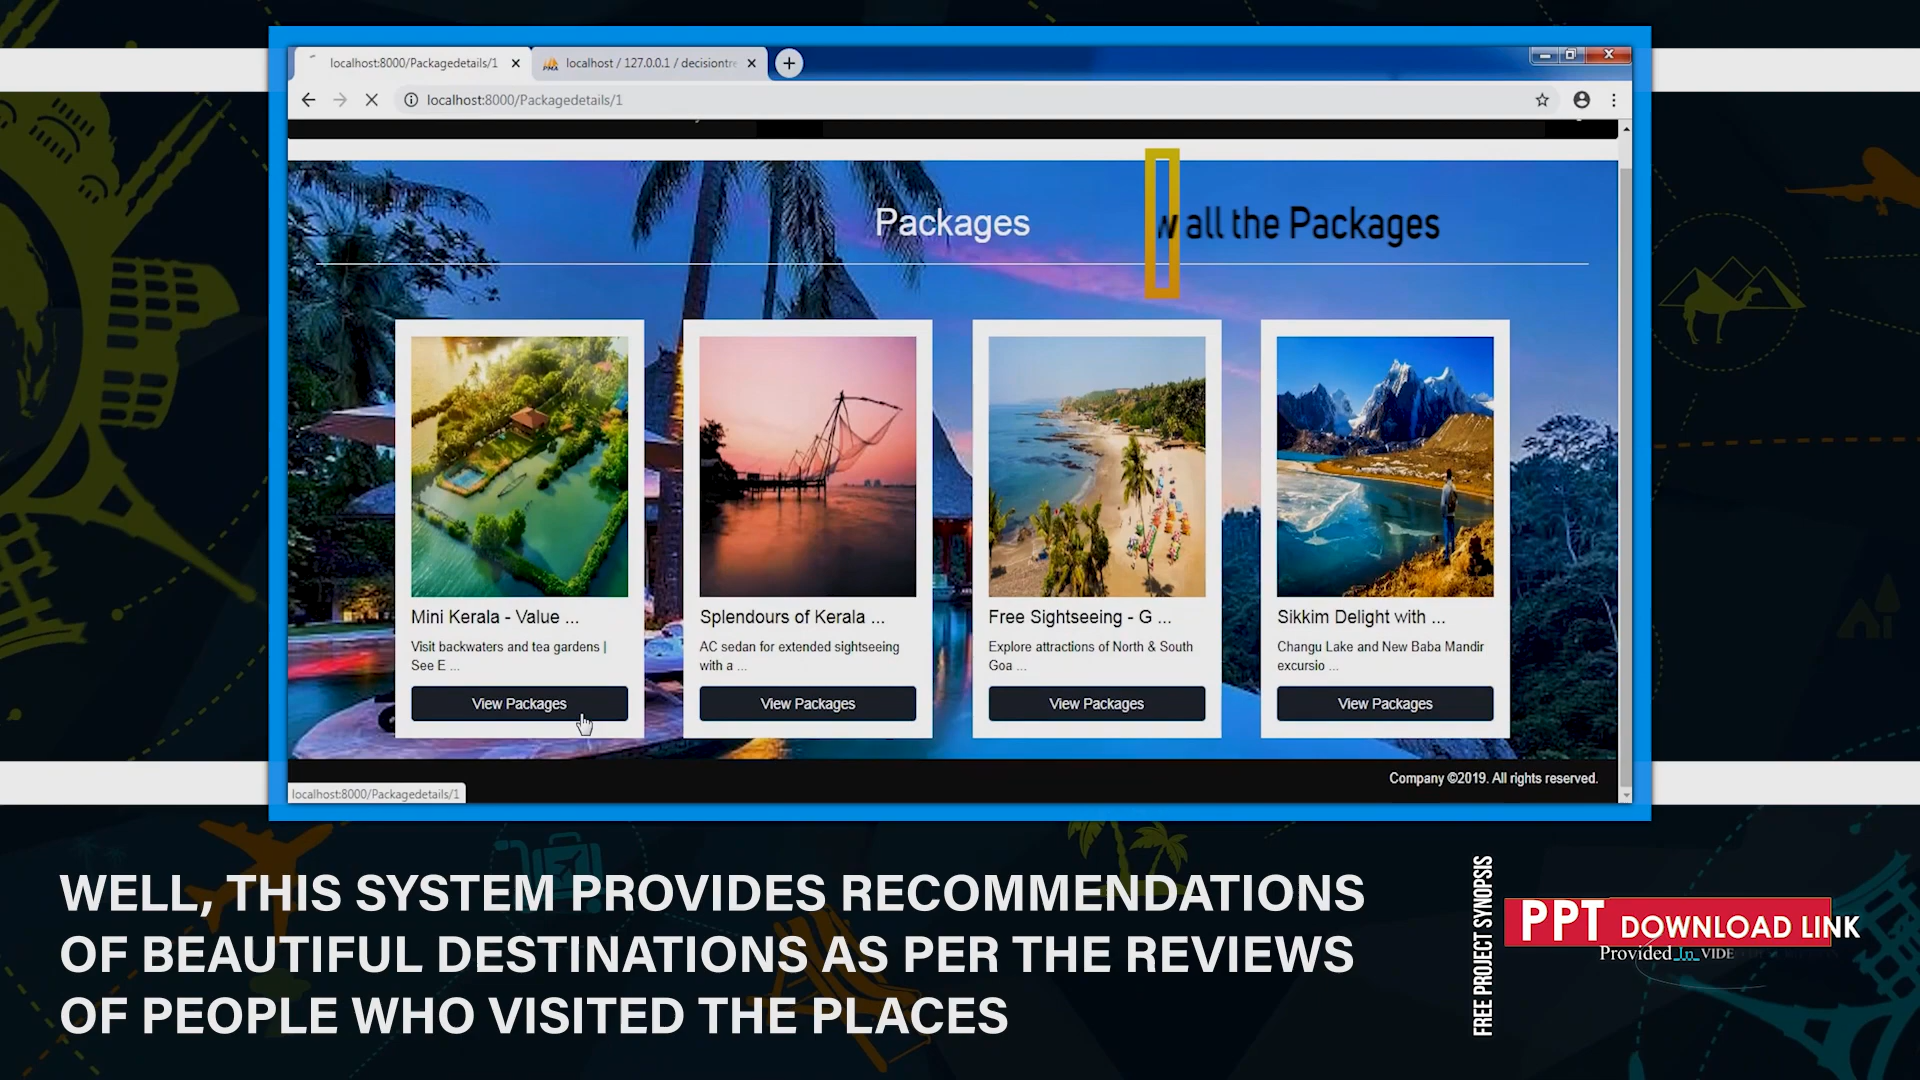 localhost:8000/Packagedetails/1
localhost / 127.0.0.1 / decisiontre
localhost:8000/Packagedetails/1
Packages
w all the Packages
Mini Kerala - Value ...
Visit backwaters and tea gardens |
See E ...
View Packages
Splendours of Kerala ...
AC sedan for extended sightseeing
with a ...
View Packages
Free Sightseeing - G ...
Explore attractions of North & South
Goa ...
View Packages
Sikkim Delight with ...
Changu Lake and New Baba Mandir
excursio ...
View Packages
Company ©2019. All rights reserved.
localhost:8000/Packagedetails/1
WELL, THIS SYSTEM PROVIDES RECOMMENDATIONS
OF BEAUTIFUL DESTINATIONS AS PER THE REVIEWS
OF PEOPLE WHO VISITED THE PLACES
FREE PROJECT SYNOPSIS
PPT DOWNLOAD LINK
Provided In VIDE